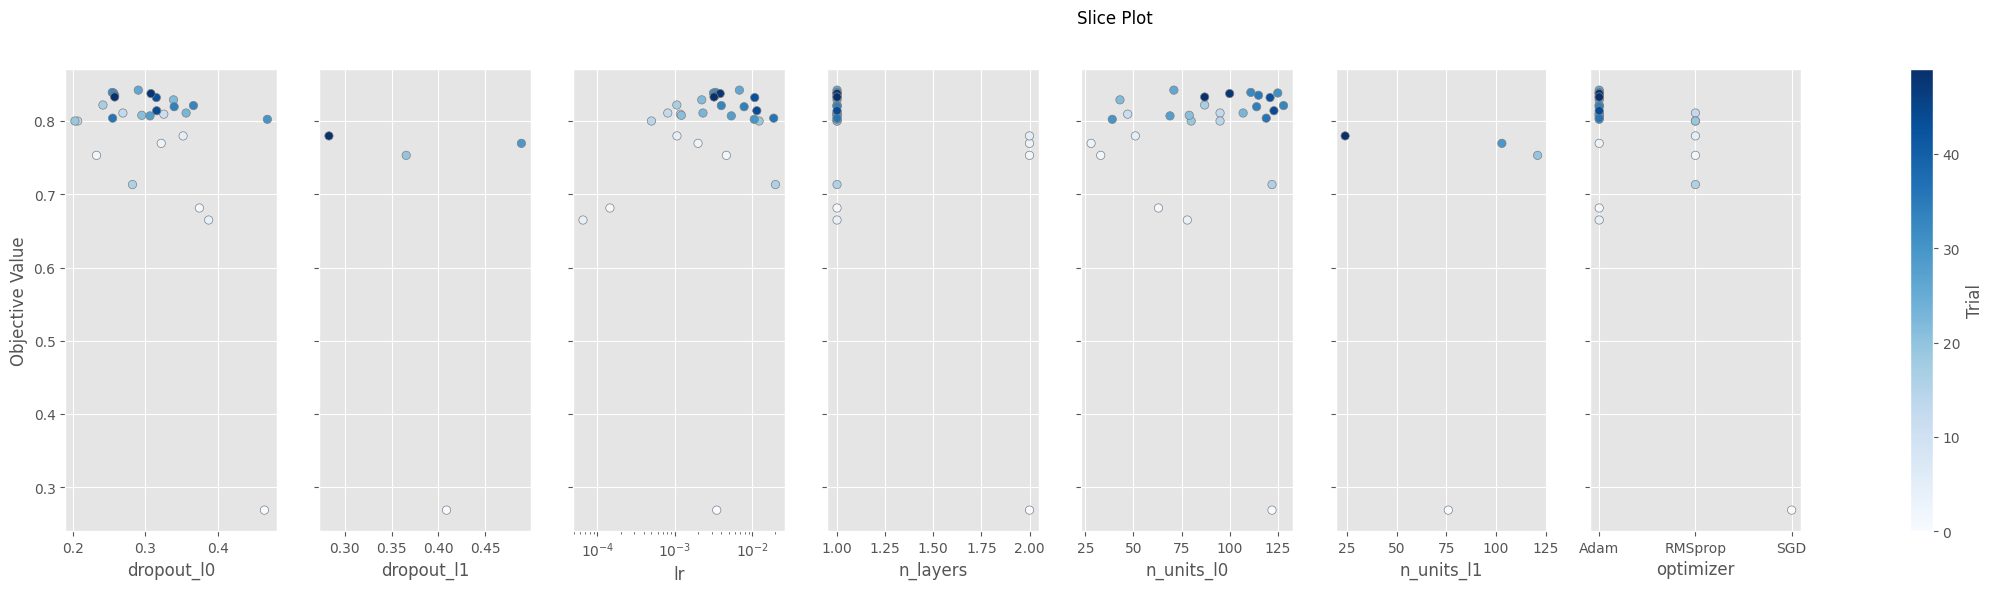 Slice Plot
Objective Value
0.8
0.7
0.6
0.5
0.4
0.3
0.2 0.3 0.4
dropout_l0
0.30 0.35 0.40 0.45
dropout_l1
10⁻⁴ 10⁻³ 10⁻²
lr
1.00 1.25 1.50 1.75 2.00
n_layers
25 50 75 100 125
n_units_l0
25 50 75 100 125
n_units_l1
Adam RMSprop SGD
optimizer
40
30
20
10
0
Trial